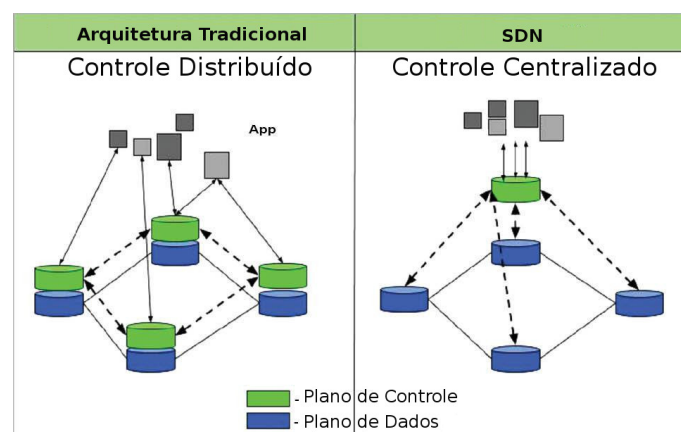 Arquitetura Tradicional
SDN
Controle Distribuído
Controle Centralizado
App
- Plano de Controle
- Plano de Dados